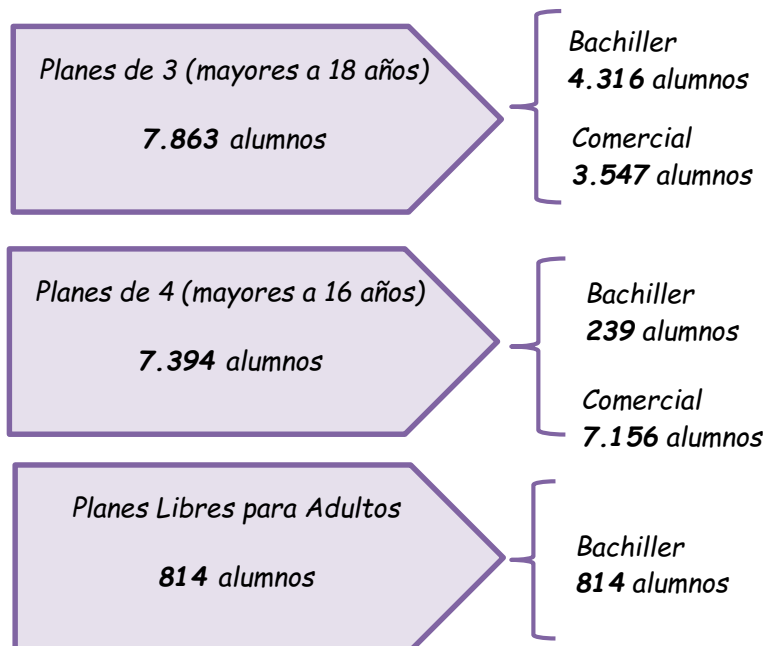 Planes de 3 (mayores a 18 años)
7.863 alumnos
Bachiller
4.316 alumnos
Comercial
3.547 alumnos
Planes de 4 (mayores a 16 años)
7.394 alumnos
Bachiller
239 alumnos
Comercial
7.156 alumnos
Planes Libres para Adultos
814 alumnos
Bachiller
814 alumnos